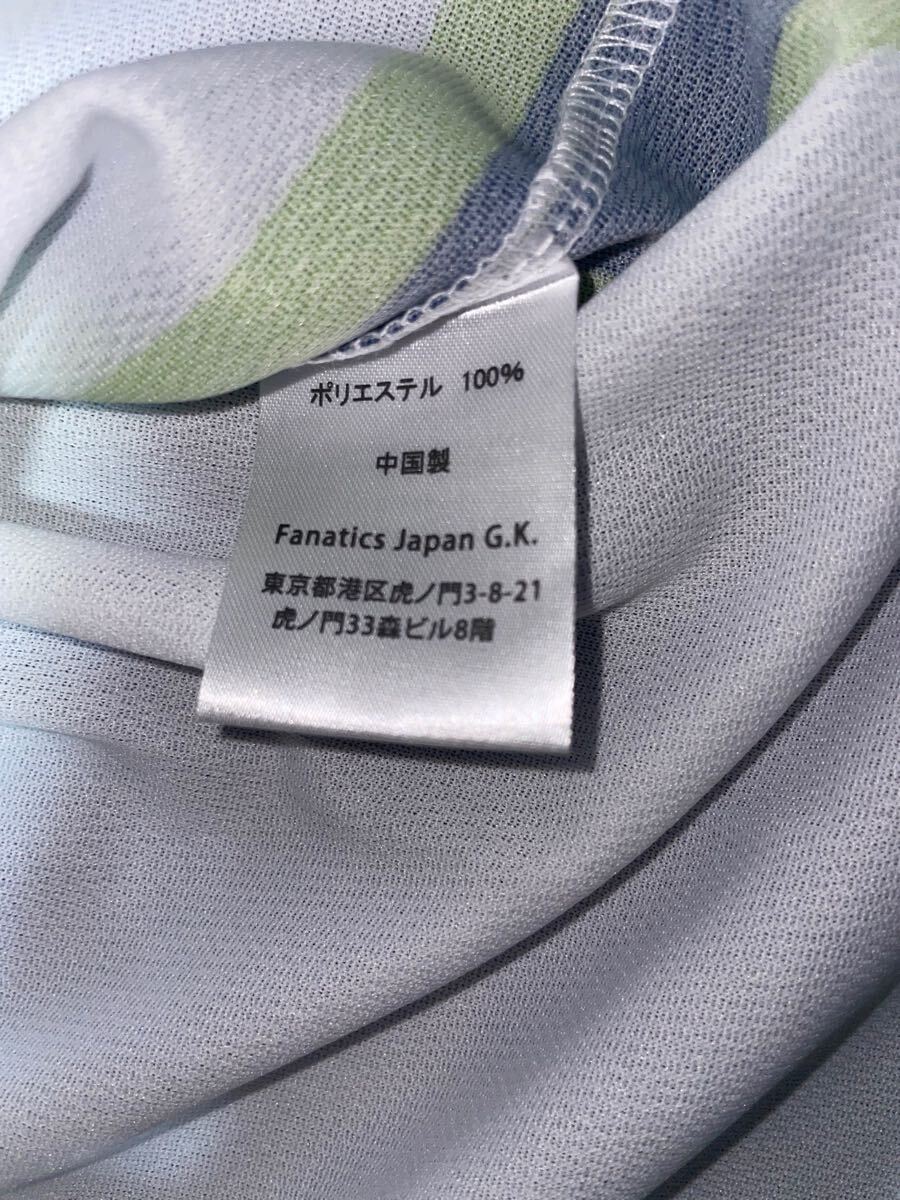 ポリエステル 100%
中国製
Fanatics Japan G.K.
東京都港区虎ノ門3-8-21
虎ノ門33森ビル8階